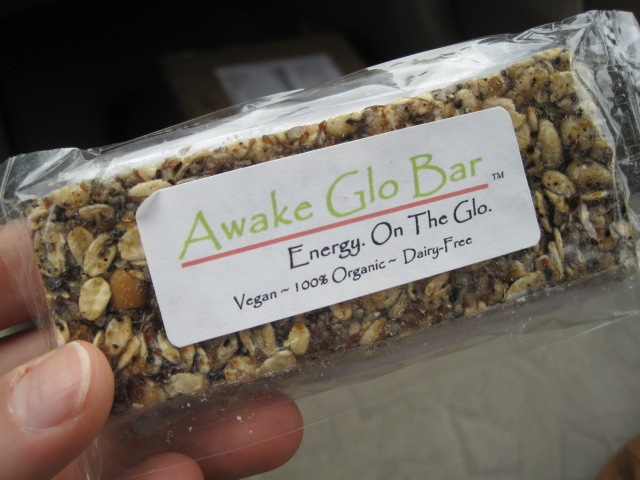 Awake Glo Bar™
Energy. On The Glo.
Vegan ~ 100% Organic ~ Dairy-Free